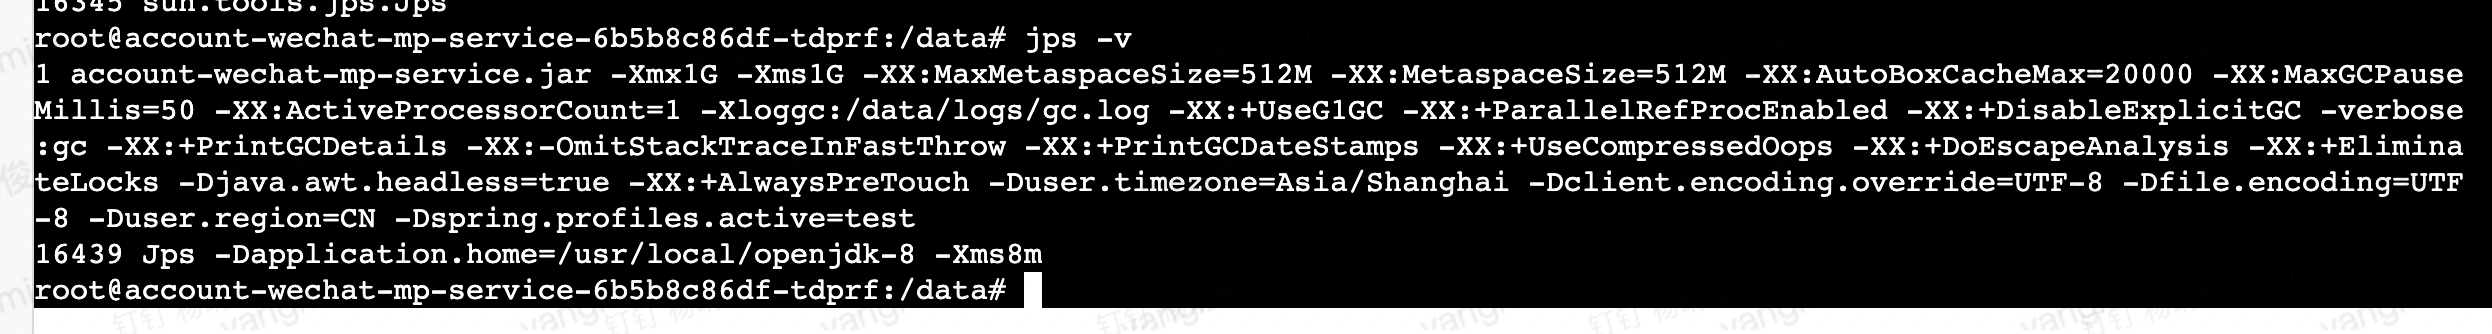 16345 sun.tools.jps.Jps
root@account-wechat-mp-service-6b5b8c86df-tdprf:/data# jps -v
1 account-wechat-mp-service.jar -Xmx1G -Xms1G -XX:MaxMetaspaceSize=512M -XX:MetaspaceSize=512M -XX:AutoBoxCacheMax=20000 -XX:MaxGCPause
Millis=50 -XX:ActiveProcessorCount=1 -Xloggc:/data/logs/gc.log -XX:+UseG1GC -XX:+ParallelRefProcEnabled -XX:+DisableExplicitGC -verbose
:gc -XX:+PrintGCDetails -XX:-OmitStackTraceInFastThrow -XX:+PrintGCDateStamps -XX:+UseCompressedOops -XX:+DoEscapeAnalysis -XX:+Elimina
teLocks -Djava.awt.headless=true -XX:+AlwaysPreTouch -Duser.timezone=Asia/Shanghai -Dclient.encoding.override=UTF-8 -Dfile.encoding=UTF
-8 -Duser.region=CN -Dspring.profiles.active=test
16439 Jps -Dapplication.home=/usr/local/openjdk-8 -Xms8m
root@account-wechat-mp-service-6b5b8c86df-tdprf:/data#